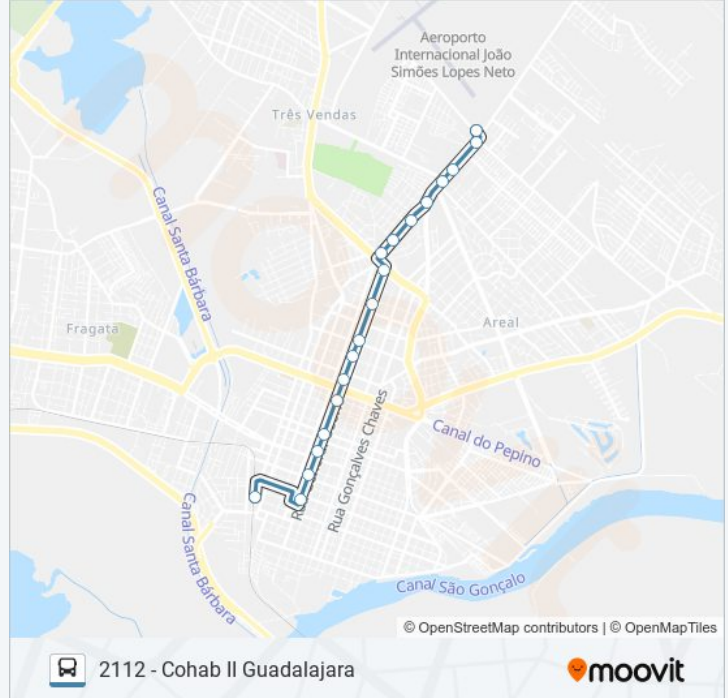 Aeroporto
Internacional João
Simões Lopes Neto
Três Vendas
Canal Santa Bárbara
Fragata
Areal
Canal do Pepino
Rua Gonçalves Chaves
Canal Santa Bárbara
Canal São Gonçalo
© OpenStreetMap contributors | © OpenMapTiles
2112 - Cohab II Guadalajara
moovit